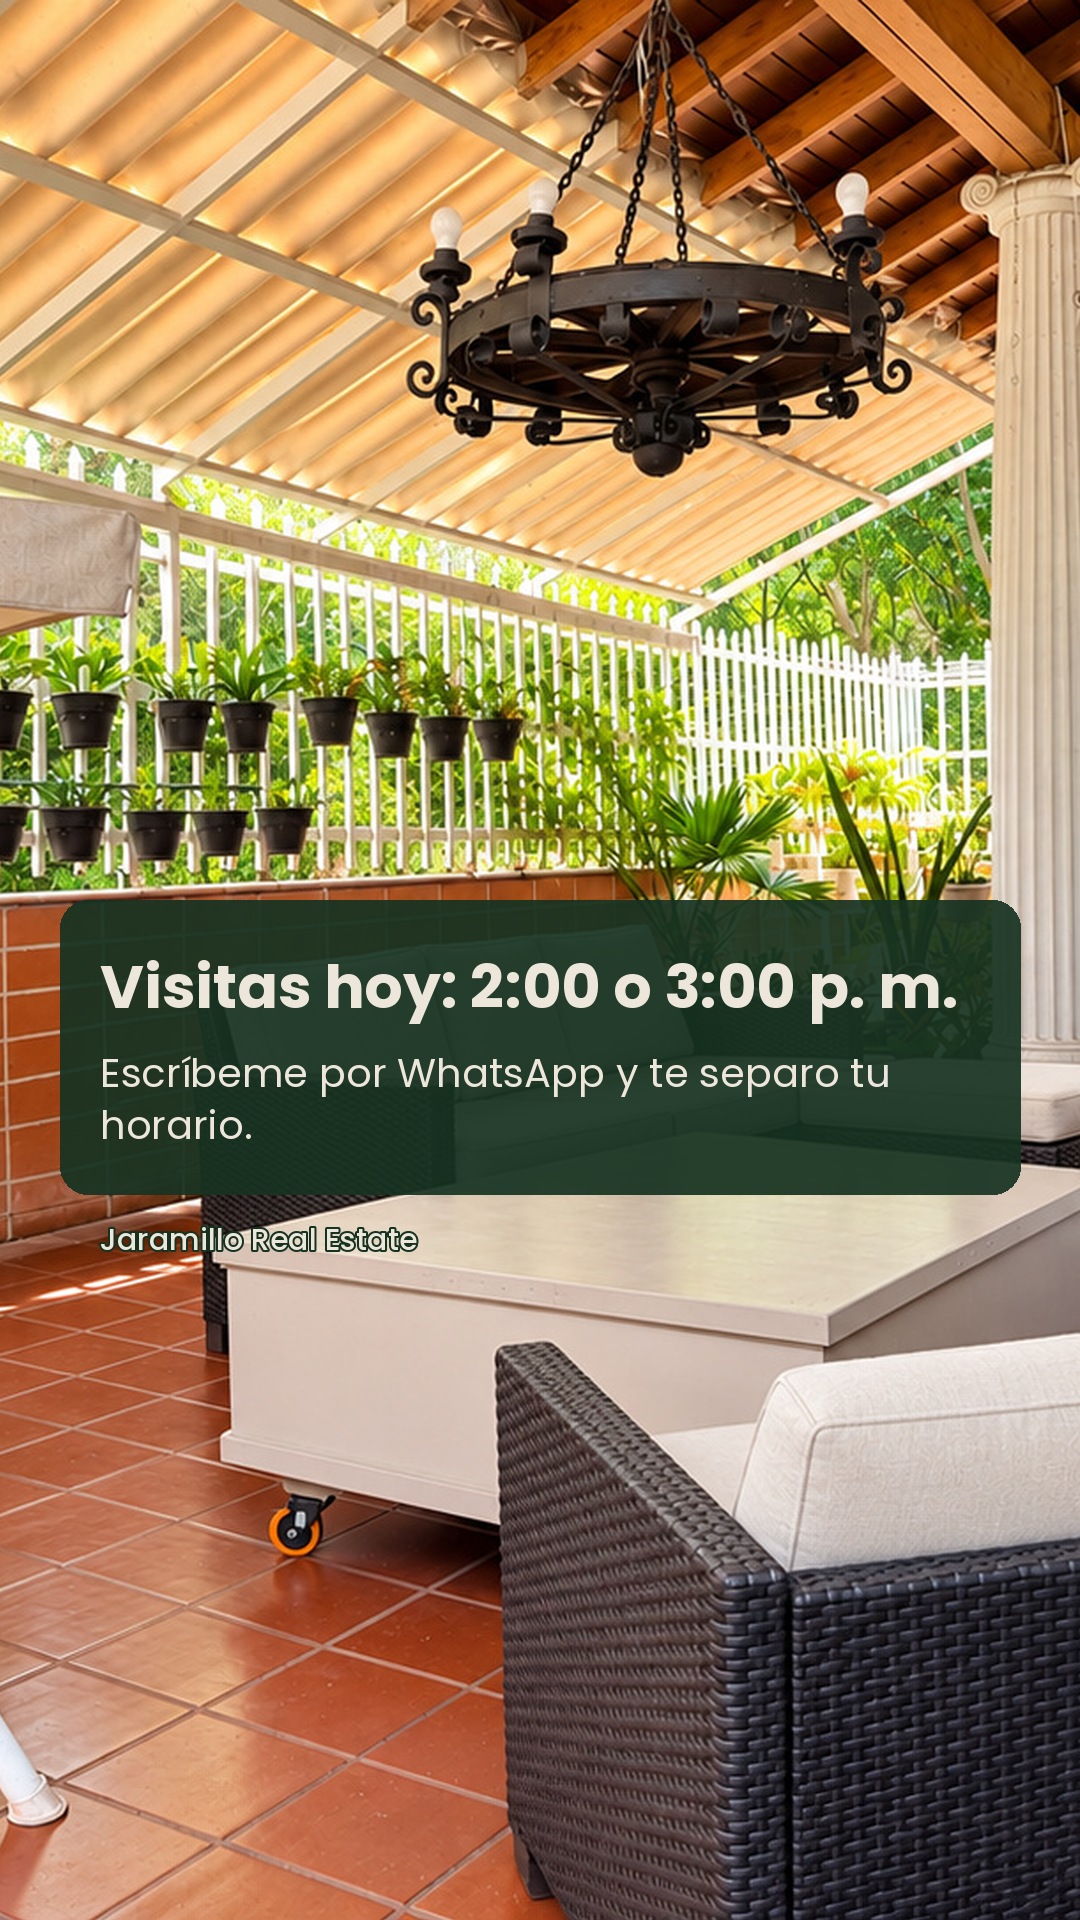 Visitas hoy: 2:00 o 3:00 p. m.
Escríbeme por WhatsApp y te separo tu
horario.
Jaramillo Real Estate